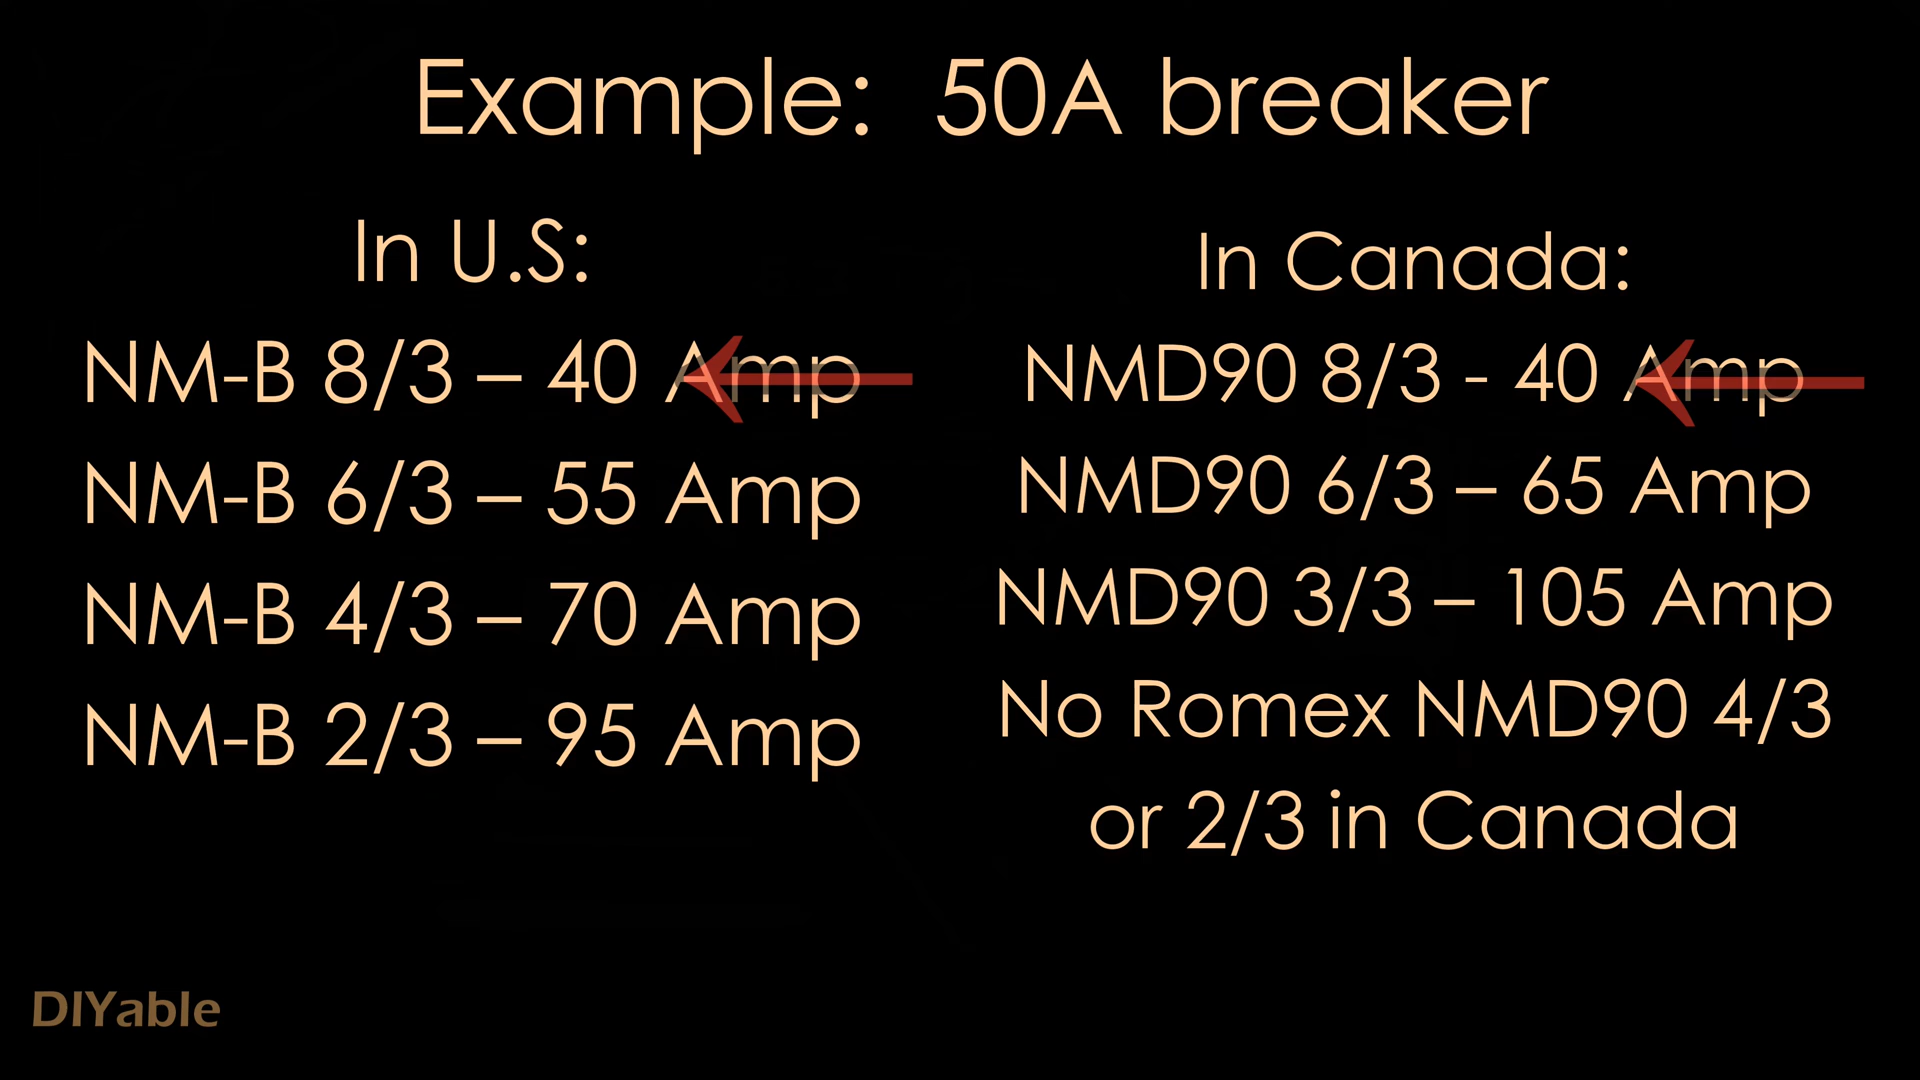 Example: 50A breaker
In U.S:
NM-B 8/3 – 40 Amp
NM-B 6/3 – 55 Amp
NM-B 4/3 – 70 Amp
NM-B 2/3 – 95 Amp
In Canada:
NMD90 8/3 - 40 Amp
NMD90 6/3 – 65 Amp
NMD90 3/3 – 105 Amp
No Romex NMD90 4/3
or 2/3 in Canada
DIYable